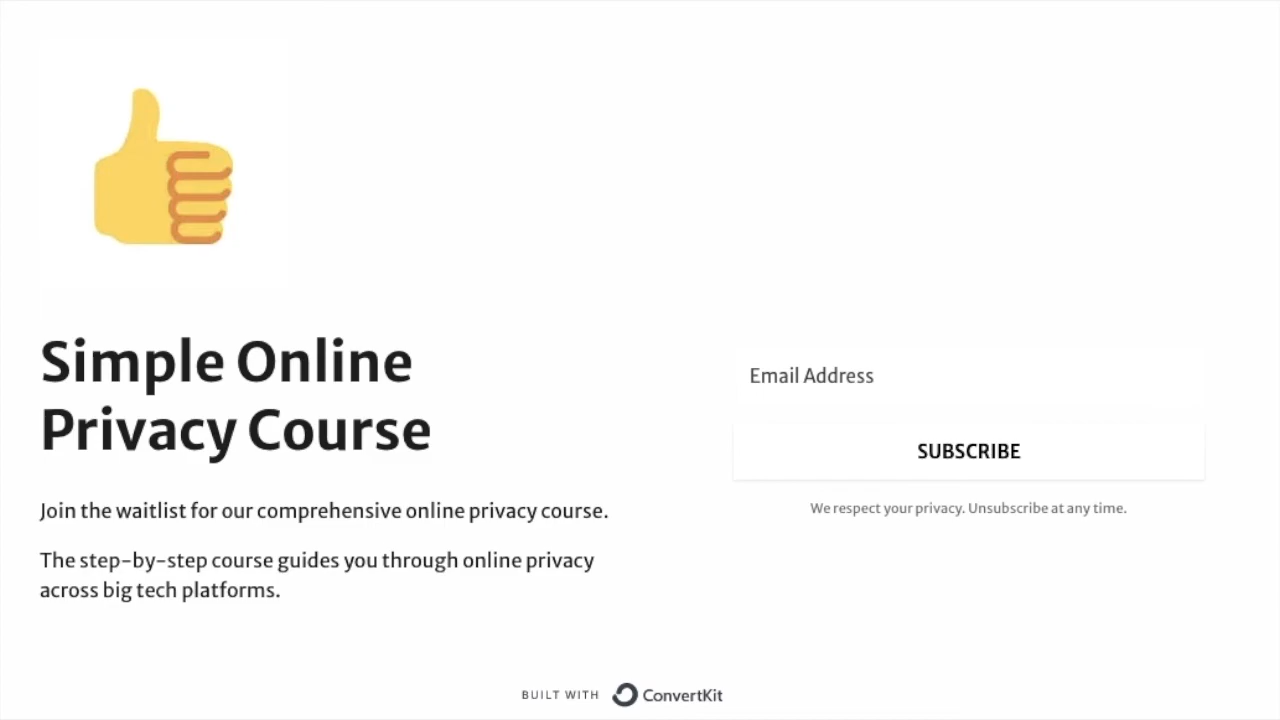 Simple Online
Privacy Course
Join the waitlist for our comprehensive online privacy course.
The step-by-step course guides you through online privacy
across big tech platforms.
Email Address
SUBSCRIBE
We respect your privacy. Unsubscribe at any time.
BUILT WITH ConvertKit